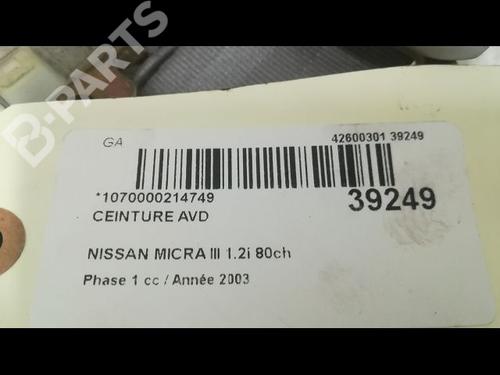 B-PARTS
GA
42600301 39249
*1070000214749
39249
CEINTURE AVD
NISSAN MICRA III 1.2i 80ch
Phase 1 cc / Année 2003